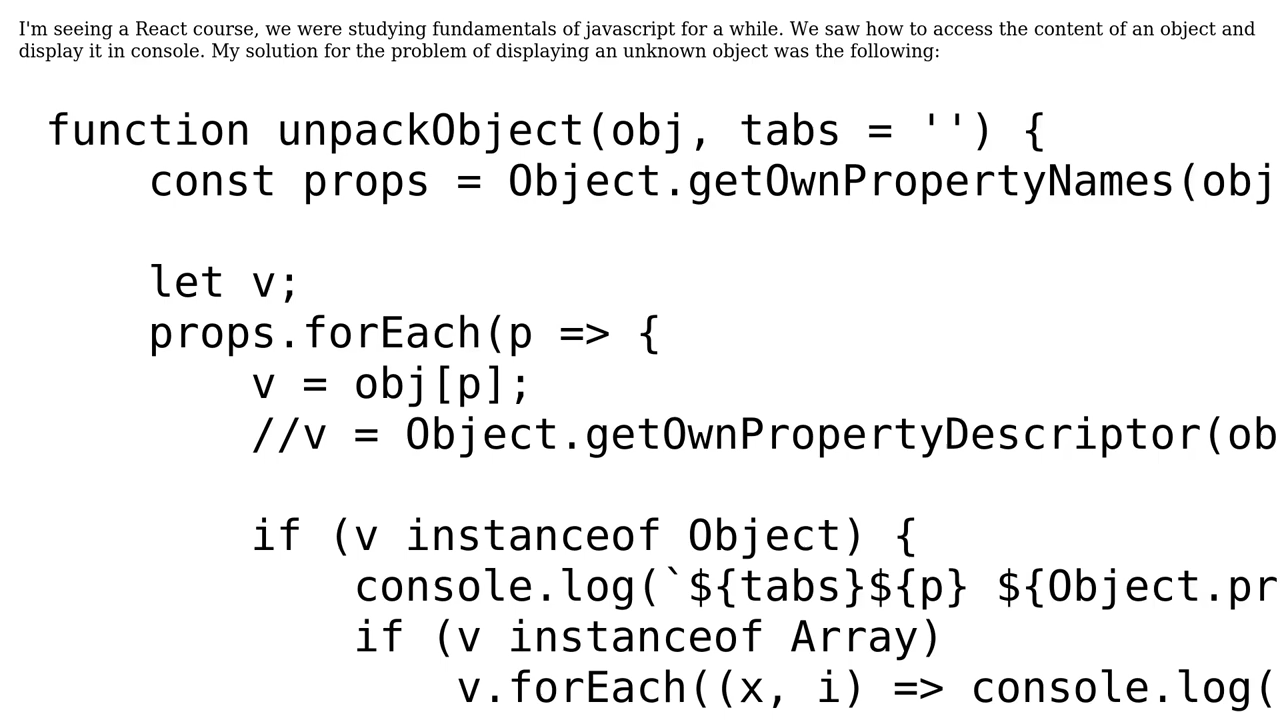 I'm seeing a React course, we were studying fundamentals of javascript for a while. We saw how to access the content of an object and
display it in console. My solution for the problem of displaying an unknown object was the following:
function unpackObject(obj, tabs = '') {
const props = Object.getOwnPropertyNames(obj
let v;
props.forEach(p => {
v = obj[p];
//v = Object.getOwnPropertyDescriptor(ob
if (v instanceof Object) {
console.log(`${tabs}${p} ${Object.pr
if (v instanceof Array)
v.forEach((x, i) => console.log(